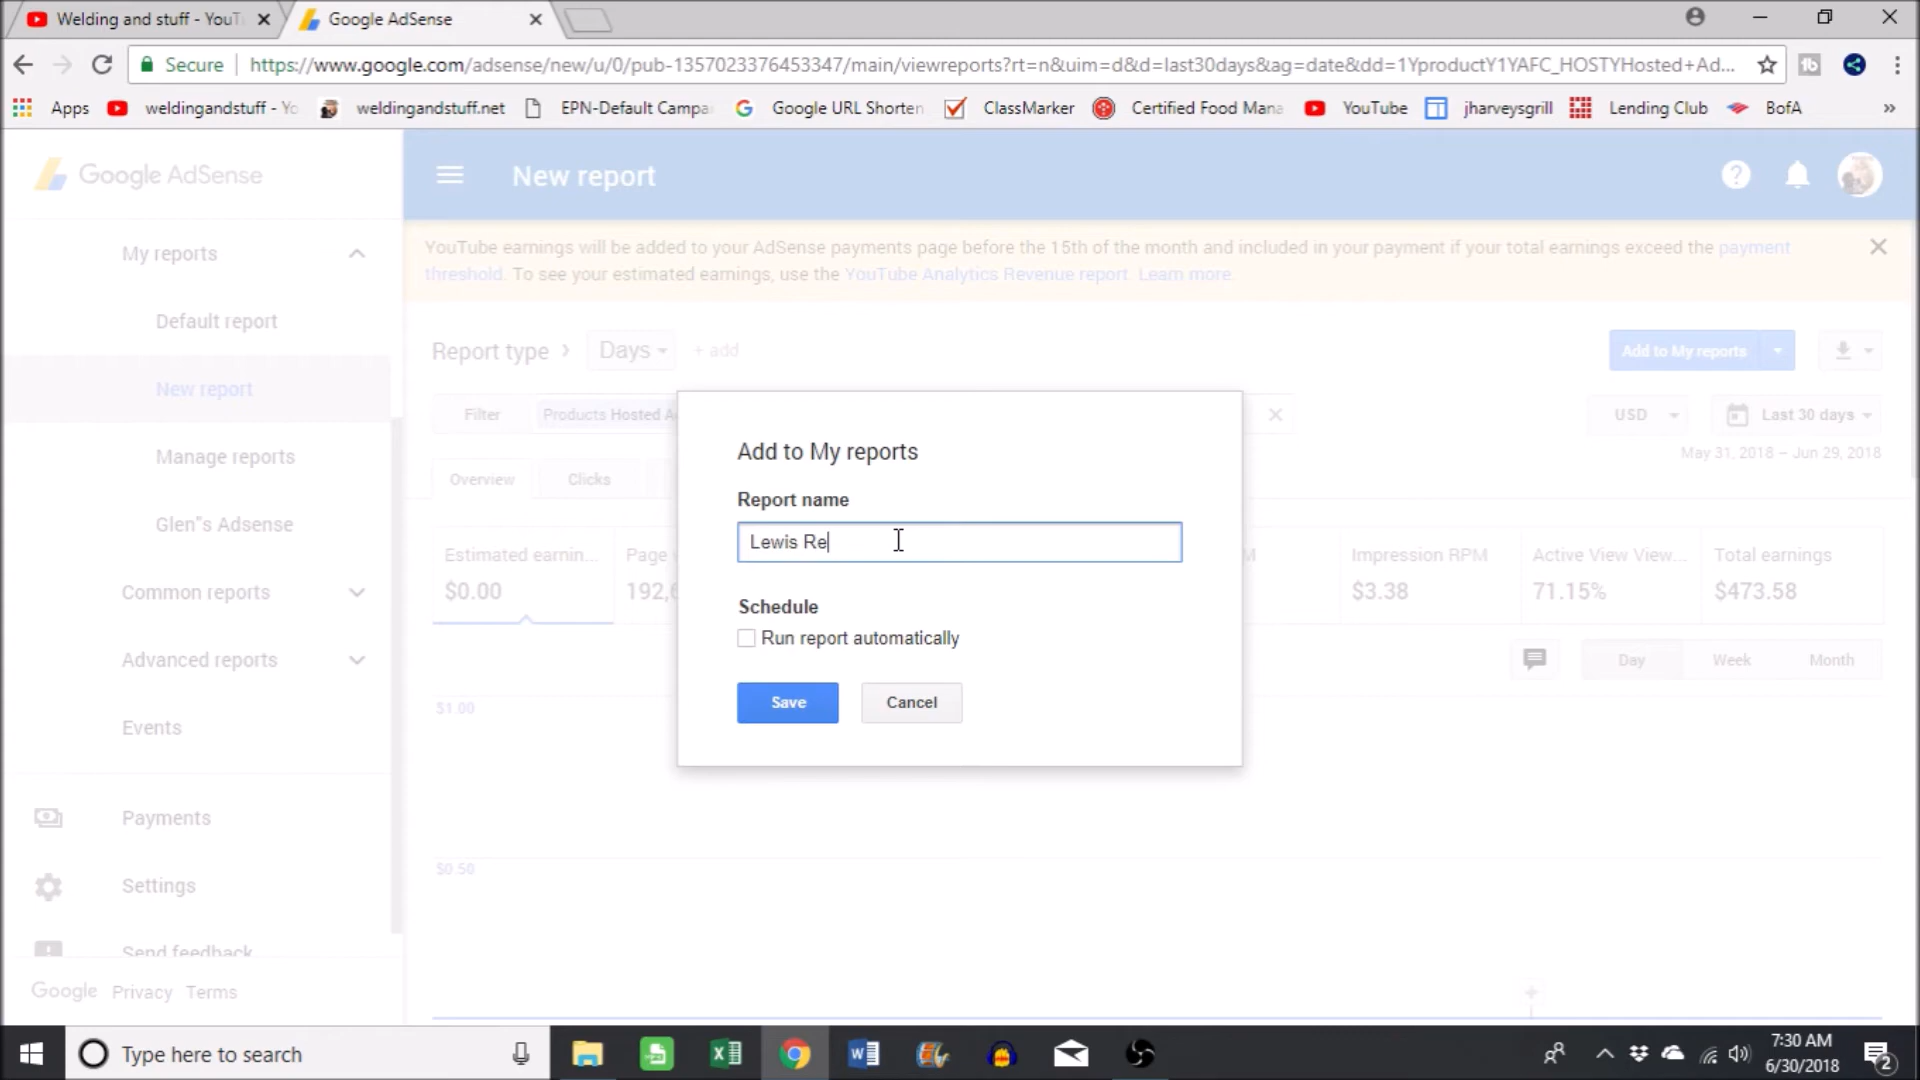 Welding and stuff - YouT
Google AdSense
Secure
https://www.google.com/adsense/new/u/0/pub-1357023376453347/main/viewreports?rt=n&uim=d&d=last30days&ag=date&dd=1YproductY1YAFC_HOSTYHosted+Ad...
Apps
weldingandstuff - Yo
weldingandstuff.net
EPN-Default Campa
Google URL Shorten
ClassMarker
Certified Food Mana
YouTube
jharveysgrill
Lending Club
BofA
»
Google AdSense
New report
My reports
Default report
New report
Manage reports
Glen"s Adsense
Common reports
Advanced reports
Events
Payments
Settings
Send feedback
Google Privacy Terms
YouTube earnings will be added to your AdSense payments page before the 15th of the month and included in your payment if your total earnings exceed the payment
threshold. To see your estimated earnings, use the YouTube Analytics Revenue report. Learn more.
Report type
Days
+ add
Add to My reports
Filter
Products Hosted A
USD
Last 30 days
May 31, 2018 – Jun 29, 2018
Overview
Clicks
Estimated earnin...
$0.00
Page
192,
M
Impression RPM
$3.38
Active View View...
71.15%
Total earnings
$473.58
Day
Week
Month
$1.00
$0.50
Add to My reports
Report name
Lewis Re
Schedule
Run report automatically
Save
Cancel
Type here to search
7:30 AM
6/30/2018
2